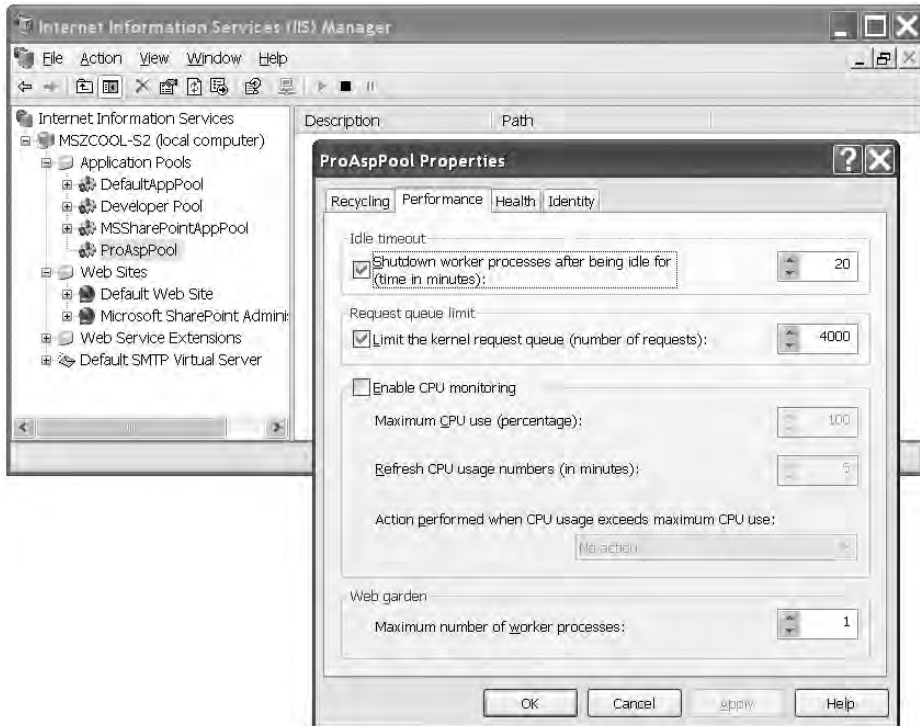 Internet Information Services (IIS) Manager
File Action View Window Help
Internet Information Services
MSZCOOL-S2 (local computer)
Application Pools
DefaultAppPool
Developer Pool
MSSharePointAppPool
ProAspPool
Web Sites
Default Web Site
Microsoft SharePoint Adminis
Web Service Extensions
Default SMTP Virtual Server
Description Path
ProAspPool Properties
Recycling Performance Health Identity
Idle timeout
Shutdown worker processes after being idle for
(time in minutes):
20
Request queue limit
Limit the kernel request queue (number of requests): 4000
Enable CPU monitoring
Maximum CPU use (percentage): 100
Refresh CPU usage numbers (in minutes): 5
Action performed when CPU usage exceeds maximum CPU use:
No action
Web garden
Maximum number of worker processes: 1
OK Cancel Apply Help